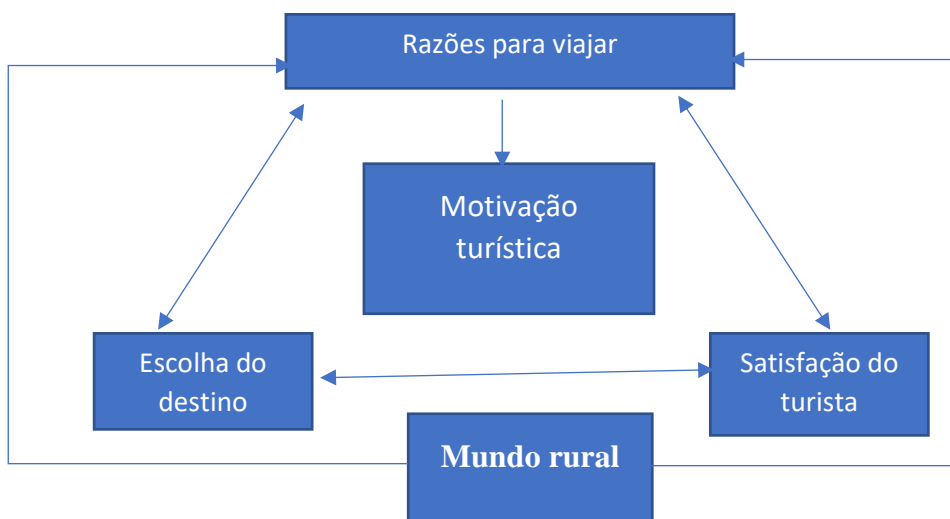 Razões para viajar
Motivação
turística
Escolha do
destino
Satisfação do
turista
Mundo rural